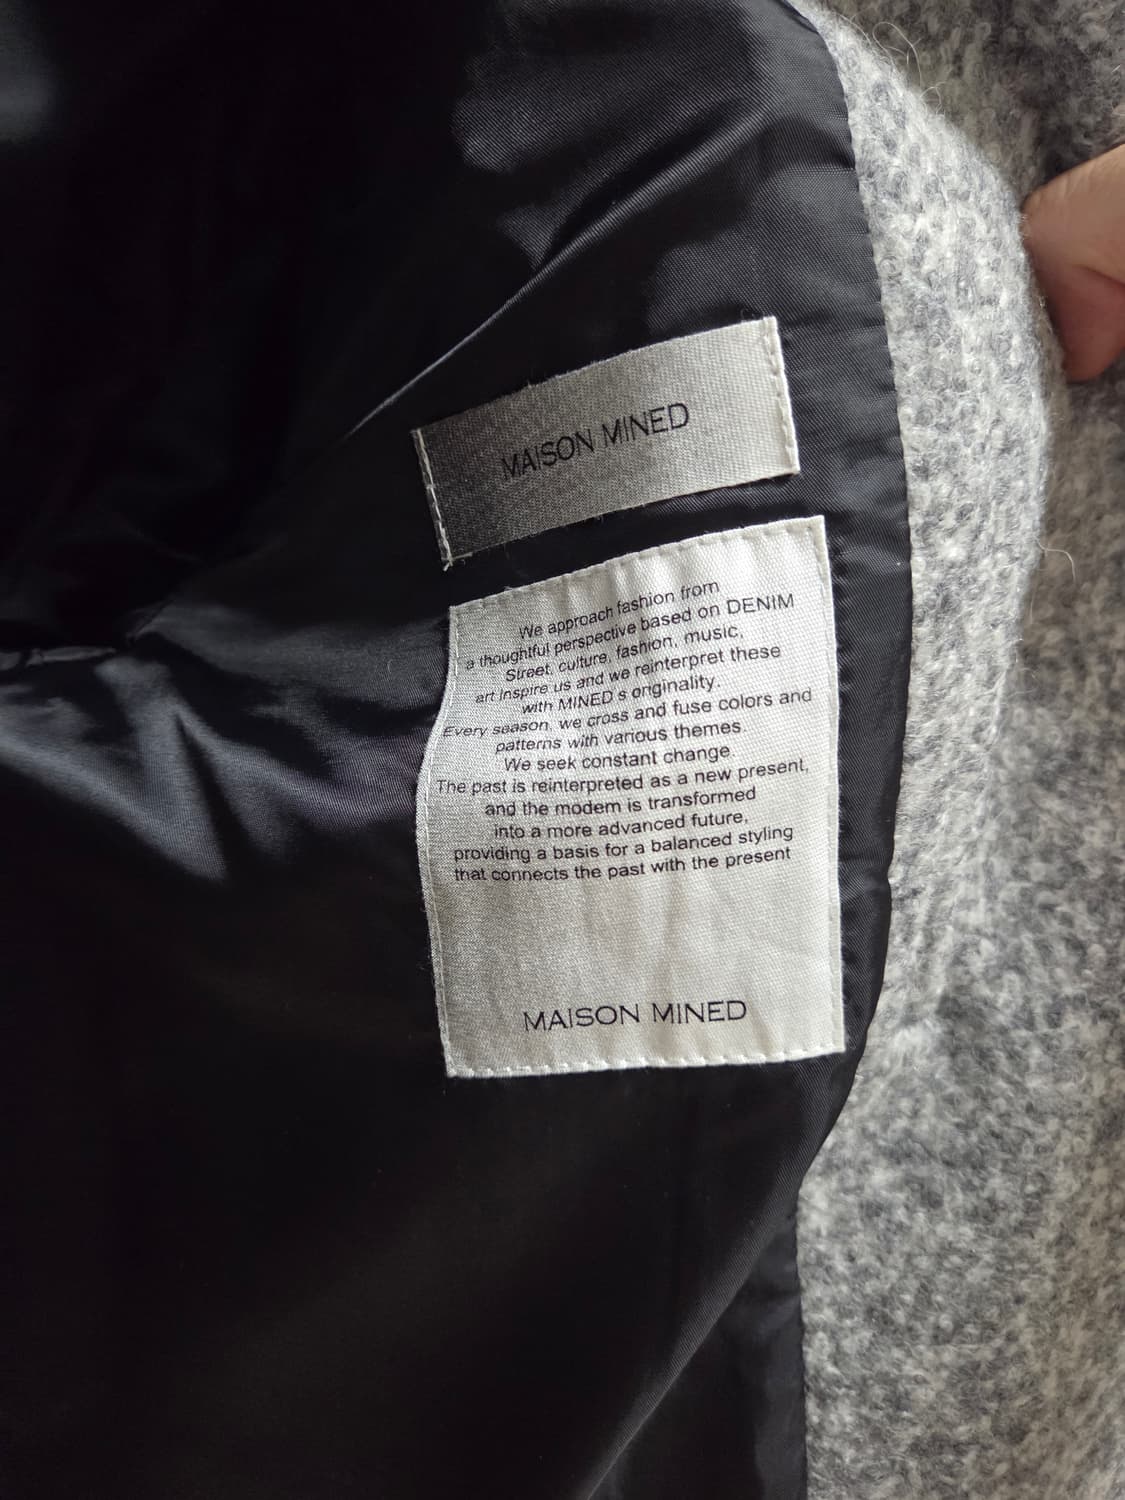 MAISON MINED
We approach fashion from
a thoughtful perspective based on DENIM
Street, culture, fashion, music,
art inspire us and we reinterpret these
with MINED s originality.
Every season, we cross and fuse colors and
patterns with various themes.
We seek constant change.
The past is reinterpreted as a new present,
and the modem is transformed
into a more advanced future,
providing a basis for a balanced styling
that connects the past with the present
MAISON MINED